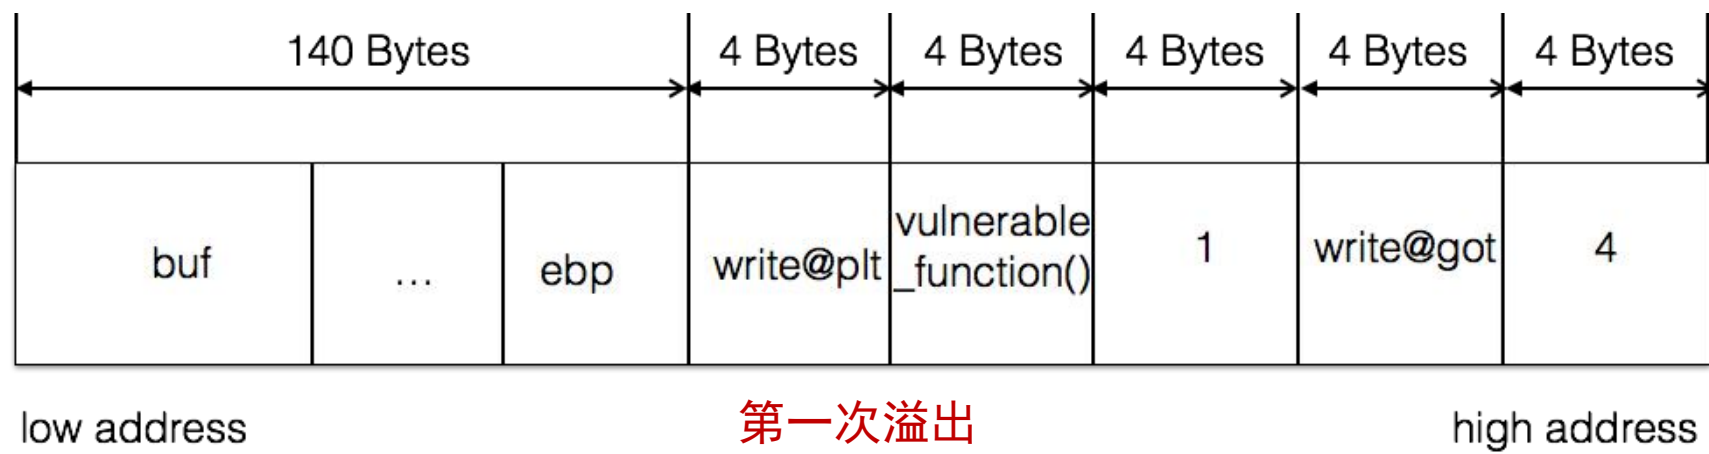 140 Bytes 4 Bytes 4 Bytes 4 Bytes 4 Bytes 4 Bytes
buf ... ebp write@plt vulnerable
_function() 1 write@got 4
low address 第一次溢出 high address